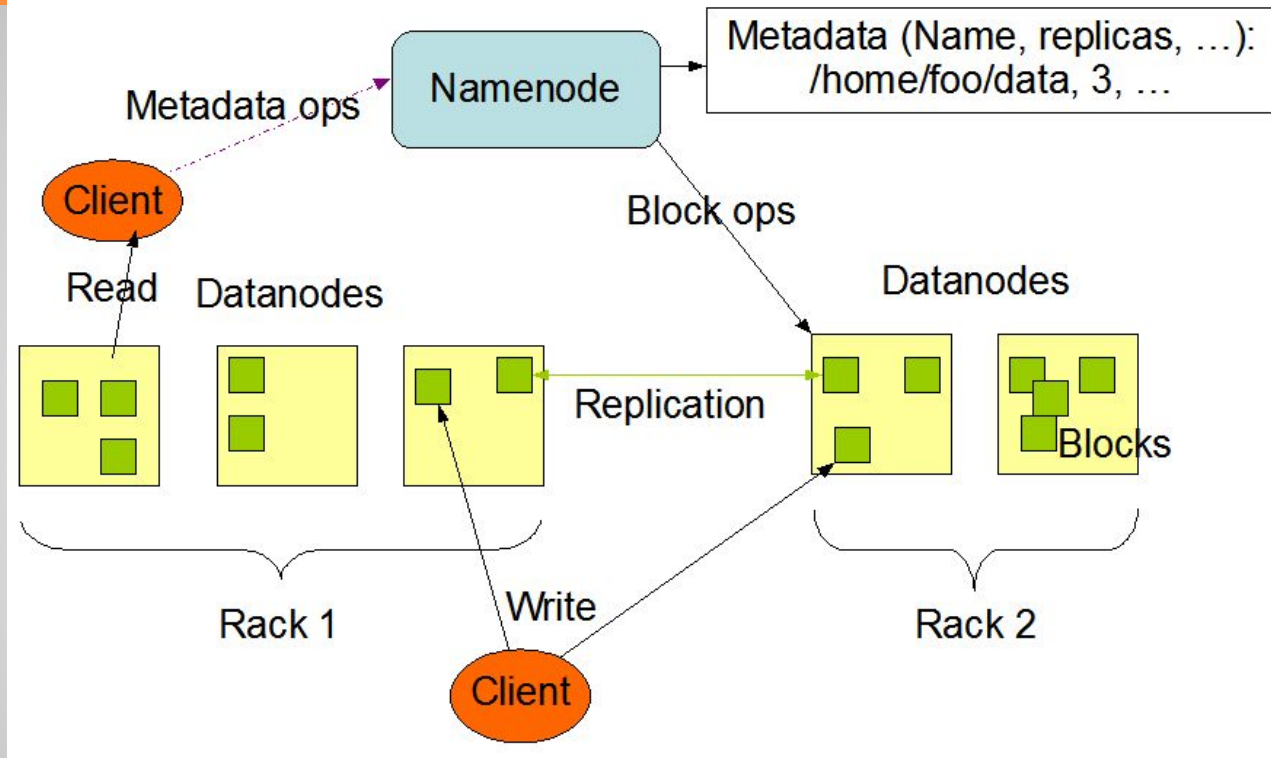 Metadata (Name, replicas, …):
/home/foo/data, 3, …
Namenode
Metadata ops
Client
Block ops
Read
Datanodes
Datanodes
Replication
Blocks
Rack 1
Write
Rack 2
Client